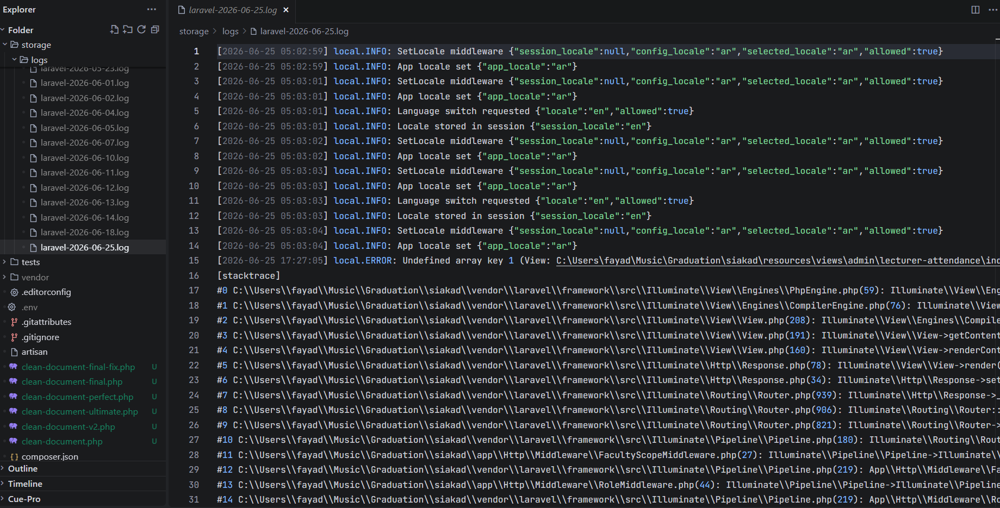 Explorer
Folder
storage
logs
laravel-2026-05-23.log
laravel-2026-06-01.log
laravel-2026-06-02.log
laravel-2026-06-04.log
laravel-2026-06-05.log
laravel-2026-06-07.log
laravel-2026-06-10.log
laravel-2026-06-11.log
laravel-2026-06-12.log
laravel-2026-06-13.log
laravel-2026-06-14.log
laravel-2026-06-18.log
laravel-2026-06-25.log
tests
vendor
.editorconfig
.env
.gitattributes
.gitignore
artisan
clean-document-final-fix.php U
clean-document-final.php U
clean-document-perfect.php U
clean-document-ultimate.php U
clean-document-v2.php U
clean-document.php U
{} composer.json
Outline
Timeline
Cue-Pro
laravel-2026-06-25.log
storage > logs > laravel-2026-06-25.log
1 [2026-06-25 05:02:59] local.INFO: SetLocale middleware {"session_locale":null,"config_locale":"ar","selected_locale":"ar","allowed":true}
2 [2026-06-25 05:02:59] local.INFO: App locale set {"app_locale":"ar"}
3 [2026-06-25 05:03:01] local.INFO: SetLocale middleware {"session_locale":null,"config_locale":"ar","selected_locale":"ar","allowed":true}
4 [2026-06-25 05:03:01] local.INFO: App locale set {"app_locale":"ar"}
5 [2026-06-25 05:03:01] local.INFO: Language switch requested {"locale":"en","allowed":true}
6 [2026-06-25 05:03:01] local.INFO: Locale stored in session {"session_locale":"en"}
7 [2026-06-25 05:03:02] local.INFO: SetLocale middleware {"session_locale":null,"config_locale":"ar","selected_locale":"ar","allowed":true}
8 [2026-06-25 05:03:02] local.INFO: App locale set {"app_locale":"ar"}
9 [2026-06-25 05:03:03] local.INFO: SetLocale middleware {"session_locale":null,"config_locale":"ar","selected_locale":"ar","allowed":true}
10 [2026-06-25 05:03:03] local.INFO: App locale set {"app_locale":"ar"}
11 [2026-06-25 05:03:03] local.INFO: Language switch requested {"locale":"en","allowed":true}
12 [2026-06-25 05:03:03] local.INFO: Locale stored in session {"session_locale":"en"}
13 [2026-06-25 05:03:04] local.INFO: SetLocale middleware {"session_locale":null,"config_locale":"ar","selected_locale":"ar","allowed":true}
14 [2026-06-25 05:03:04] local.INFO: App locale set {"app_locale":"ar"}
15 [2026-06-25 17:27:05] local.ERROR: Undefined array key 1 (View: C:\Users\fayad\Music\Graduation\siakad\resources\views\admin\lecturer-attendance\in
16 [stacktrace]
17 #0 C:\\Users\\fayad\\Music\\Graduation\\siakad\\vendor\\laravel\\framework\\src\\Illuminate\\View\\Engines\\PhpEngine.php(59): Illuminate\\View\\Eng
18 #1 C:\\Users\\fayad\\Music\\Graduation\\siakad\\vendor\\laravel\\framework\\src\\Illuminate\\View\\Engines\\CompilerEngine.php(76): Illuminate\\View
19 #2 C:\\Users\\fayad\\Music\\Graduation\\siakad\\vendor\\laravel\\framework\\src\\Illuminate\\View\\View.php(208): Illuminate\\View\\Engines\\Compile
20 #3 C:\\Users\\fayad\\Music\\Graduation\\siakad\\vendor\\laravel\\framework\\src\\Illuminate\\View\\View.php(191): Illuminate\\View\\View->getContent
21 #4 C:\\Users\\fayad\\Music\\Graduation\\siakad\\vendor\\laravel\\framework\\src\\Illuminate\\View\\View.php(160): Illuminate\\View\\View->renderCont
22 #5 C:\\Users\\fayad\\Music\\Graduation\\siakad\\vendor\\laravel\\framework\\src\\Illuminate\\Http\\Response.php(78): Illuminate\\View\\View->render(
23 #6 C:\\Users\\fayad\\Music\\Graduation\\siakad\\vendor\\laravel\\framework\\src\\Illuminate\\Http\\Response.php(34): Illuminate\\Http\\Response->set
24 #7 C:\\Users\\fayad\\Music\\Graduation\\siakad\\vendor\\laravel\\framework\\src\\Illuminate\\Routing\\Router.php(939): Illuminate\\Http\\Response->_
25 #8 C:\\Users\\fayad\\Music\\Graduation\\siakad\\vendor\\laravel\\framework\\src\\Illuminate\\Routing\\Router.php(906): Illuminate\\Routing\\Router::
26 #9 C:\\Users\\fayad\\Music\\Graduation\\siakad\\vendor\\laravel\\framework\\src\\Illuminate\\Routing\\Router.php(821): Illuminate\\Routing\\Router->
27 #10 C:\\Users\\fayad\\Music\\Graduation\\siakad\\vendor\\laravel\\framework\\src\\Illuminate\\Pipeline\\Pipeline.php(180): Illuminate\\Routing\\Rout
28 #11 C:\\Users\\fayad\\Music\\Graduation\\siakad\\app\\Http\\Middleware\\FacultyScopeMiddleware.php(27): Illuminate\\Pipeline\\Pipeline->Illuminate\\
29 #12 C:\\Users\\fayad\\Music\\Graduation\\siakad\\vendor\\laravel\\framework\\src\\Illuminate\\Pipeline\\Pipeline.php(219): App\\Http\\Middleware\\Fa
30 #13 C:\\Users\\fayad\\Music\\Graduation\\siakad\\app\\Http\\Middleware\\RoleMiddleware.php(44): Illuminate\\Pipeline\\Pipeline->Illuminate\\Pipeline
31 #14 C:\\Users\\fayad\\Music\\Graduation\\siakad\\vendor\\laravel\\framework\\src\\Illuminate\\Pipeline\\Pipeline.php(219): App\\Http\\Middleware\\Ro